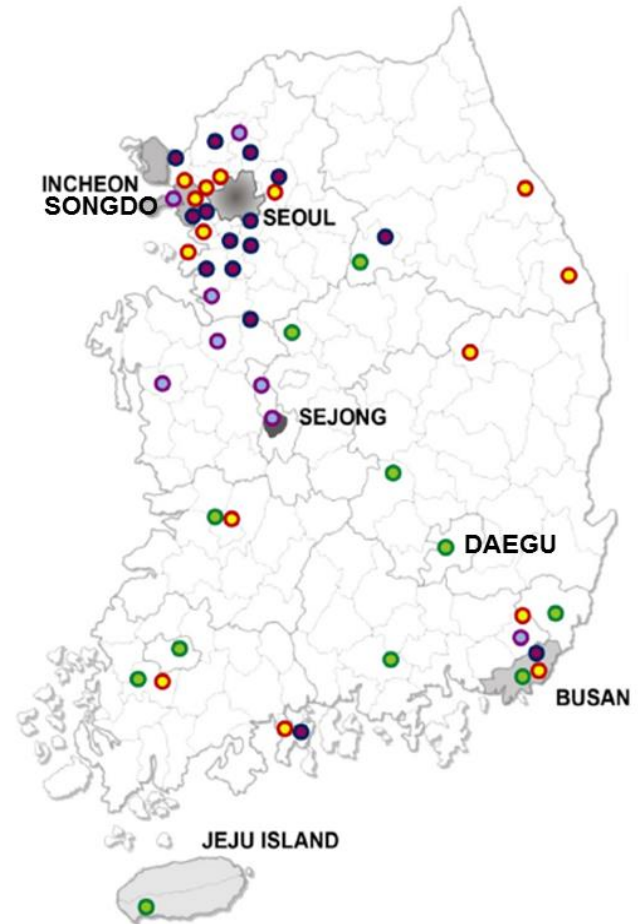 INCHEON
SONGDO
SEOUL
SEJONG
DAEGU
BUSAN
JEJU ISLAND